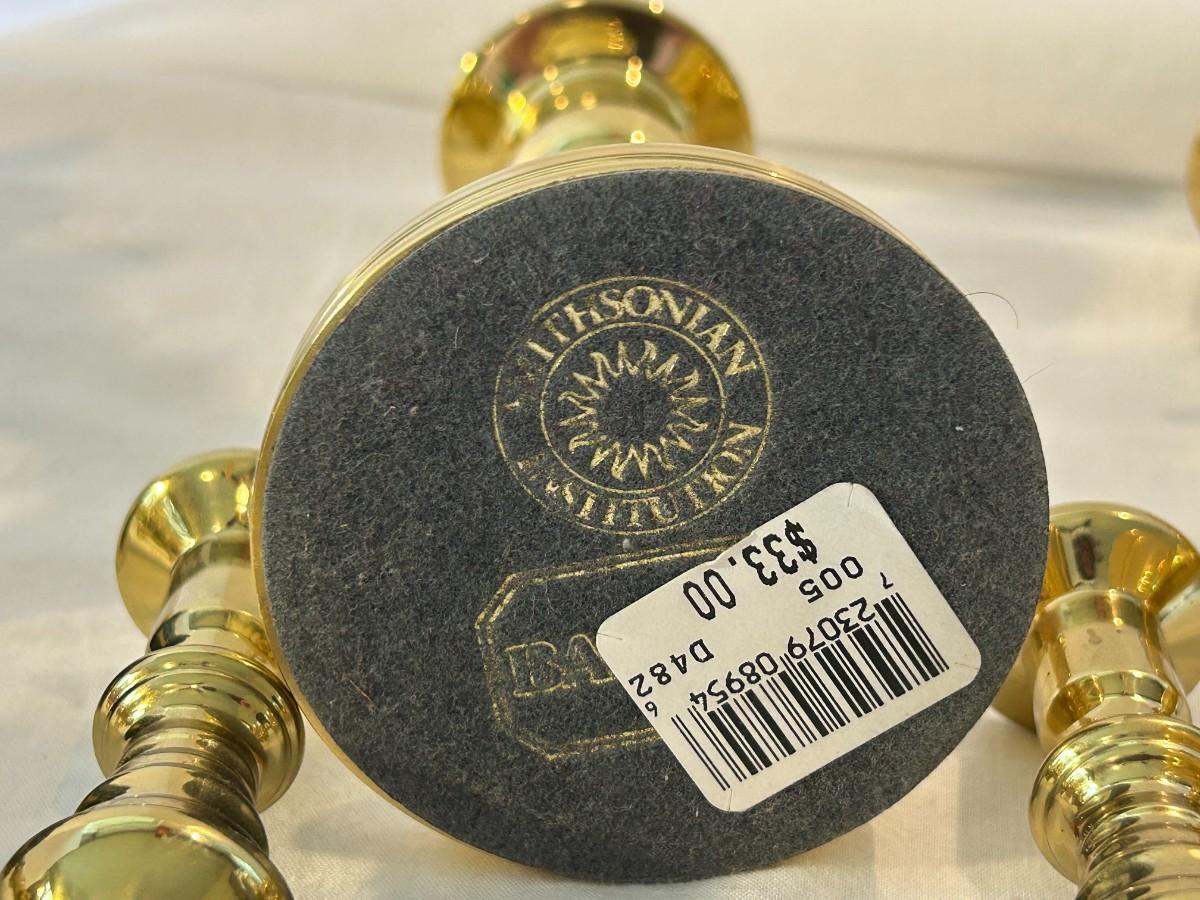 SMITHSONIAN
INSTITUTION
BA
7 23079 08954 6
005 D482
$33.00